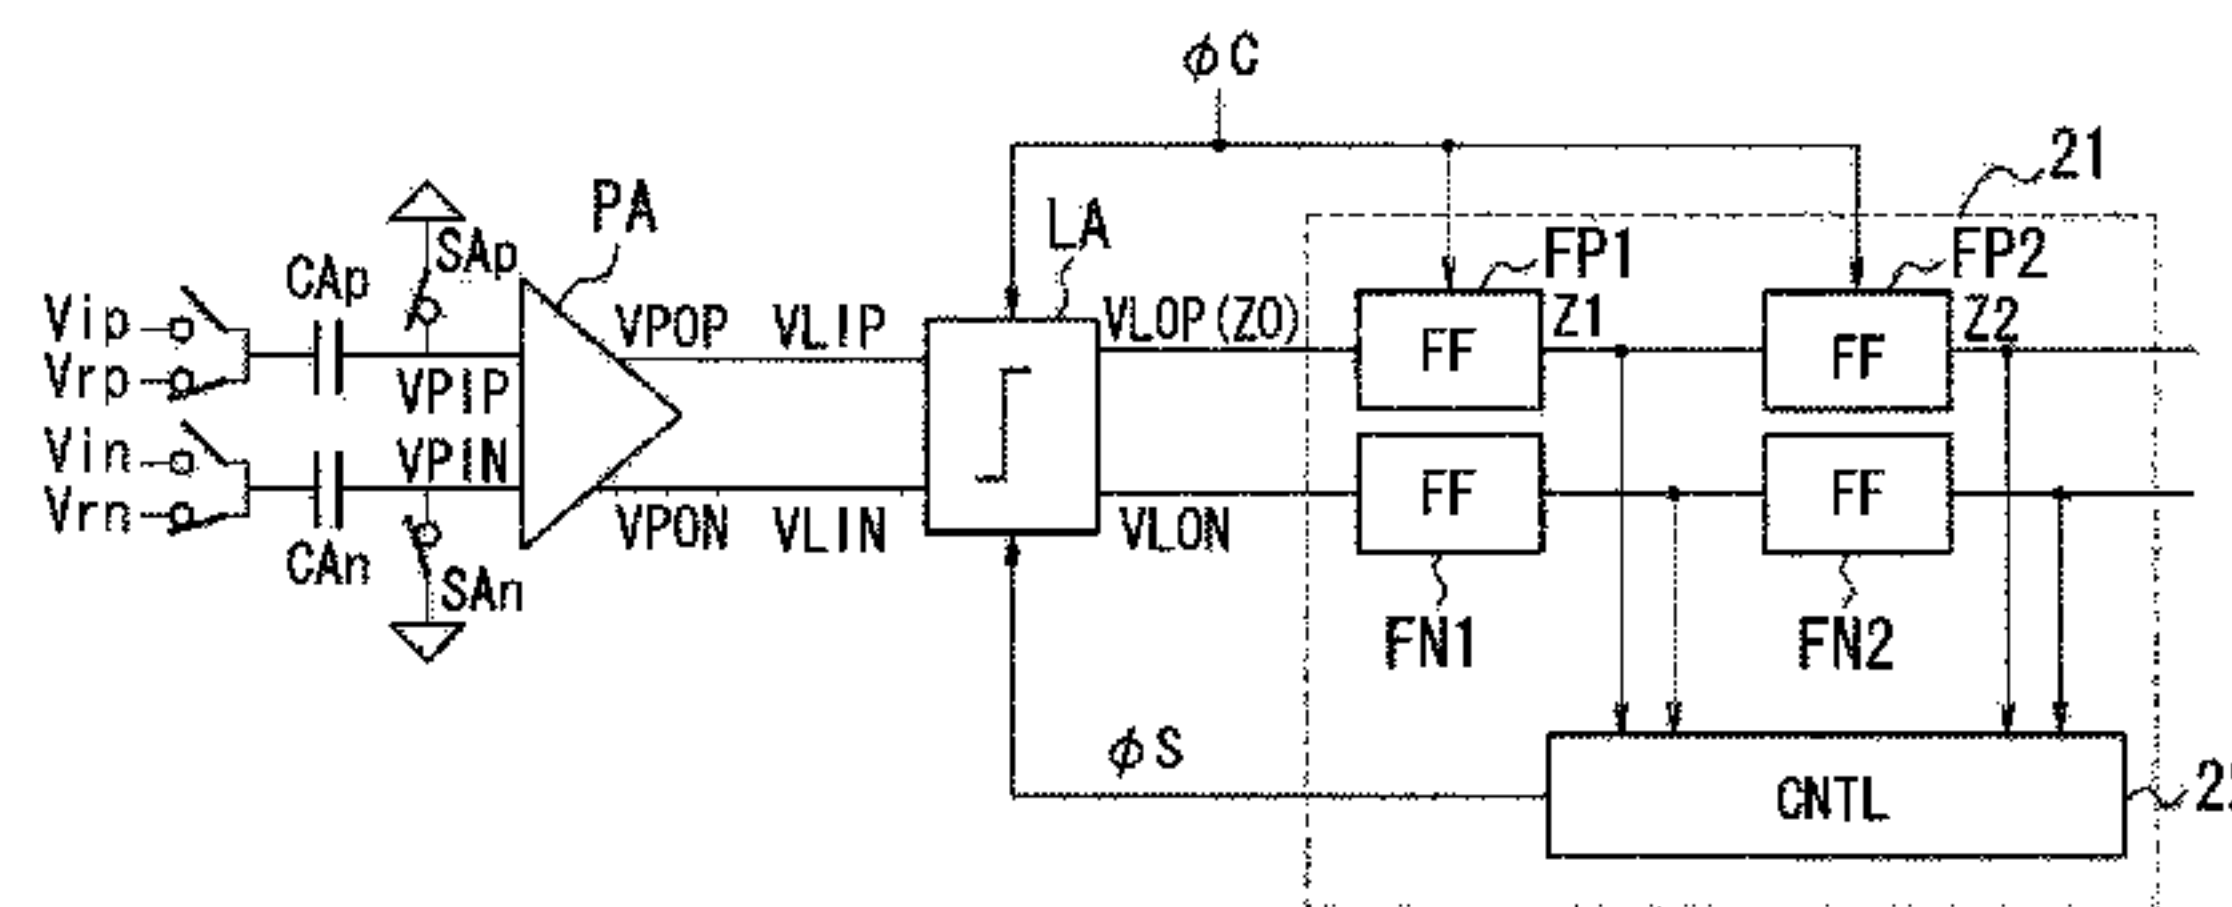 φC
21
PA
LA
SAp
FP1
FP2
CAp
Vip
VPOP
VLIP
VLOP(Z0)
FF
Z1
FF
Z2
Vrp
VPIP
Vin
VPIN
FF
FF
Vrn
VPON
VLIN
VLON
CAn
SAn
FN1
FN2
φS
CNTL